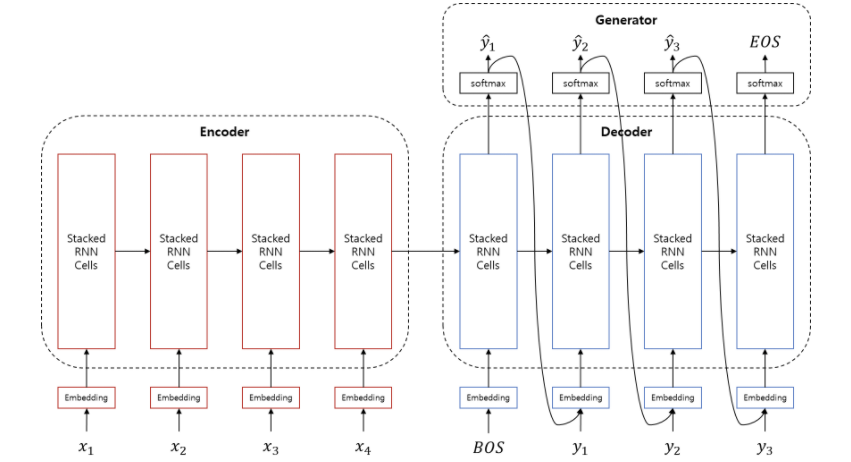 Generator
ŷ₁ ŷ₂ ŷ₃ EOS
softmax softmax softmax softmax
Encoder Decoder
Stacked Stacked Stacked Stacked Stacked Stacked Stacked Stacked
RNN RNN RNN RNN RNN RNN RNN RNN
Cells Cells Cells Cells Cells Cells Cells Cells
Embedding Embedding Embedding Embedding Embedding Embedding Embedding Embedding
x₁ x₂ x₃ x₄ BOS y₁ y₂ y₃